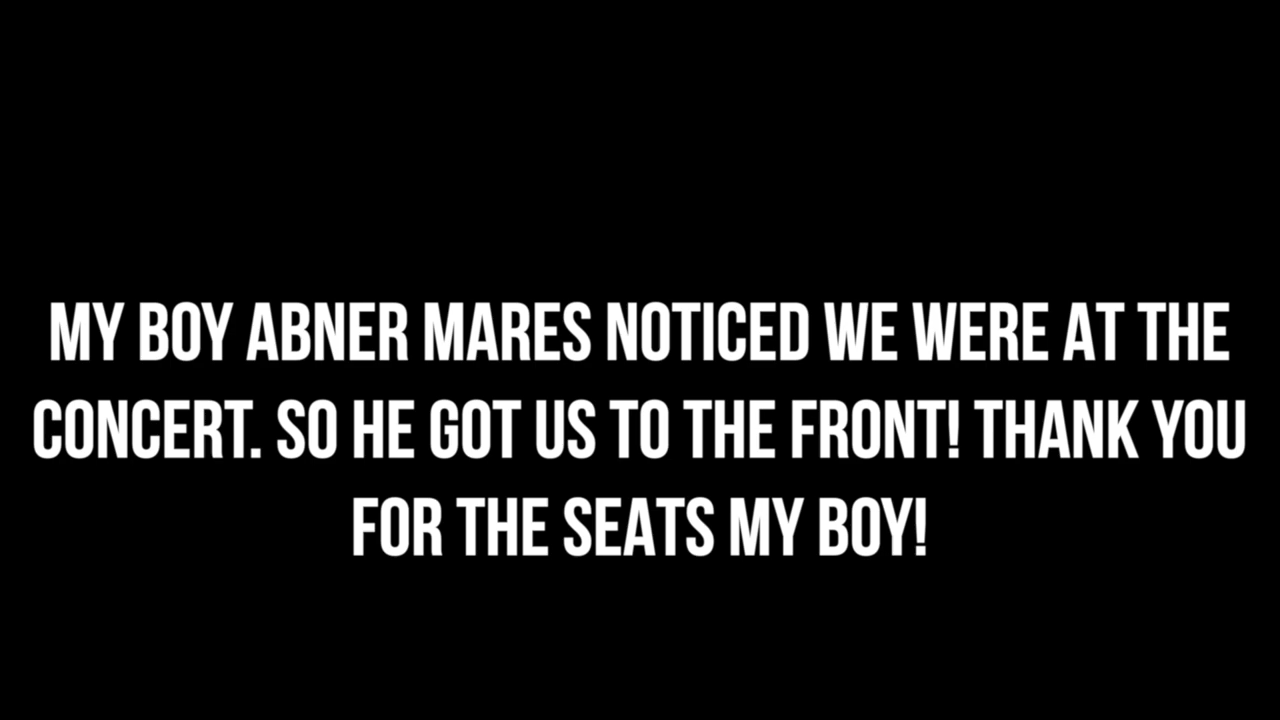 MY BOY ABNER MARES NOTICED WE WERE AT THE
CONCERT. SO HE GOT US TO THE FRONT! THANK YOU
FOR THE SEATS MY BOY!